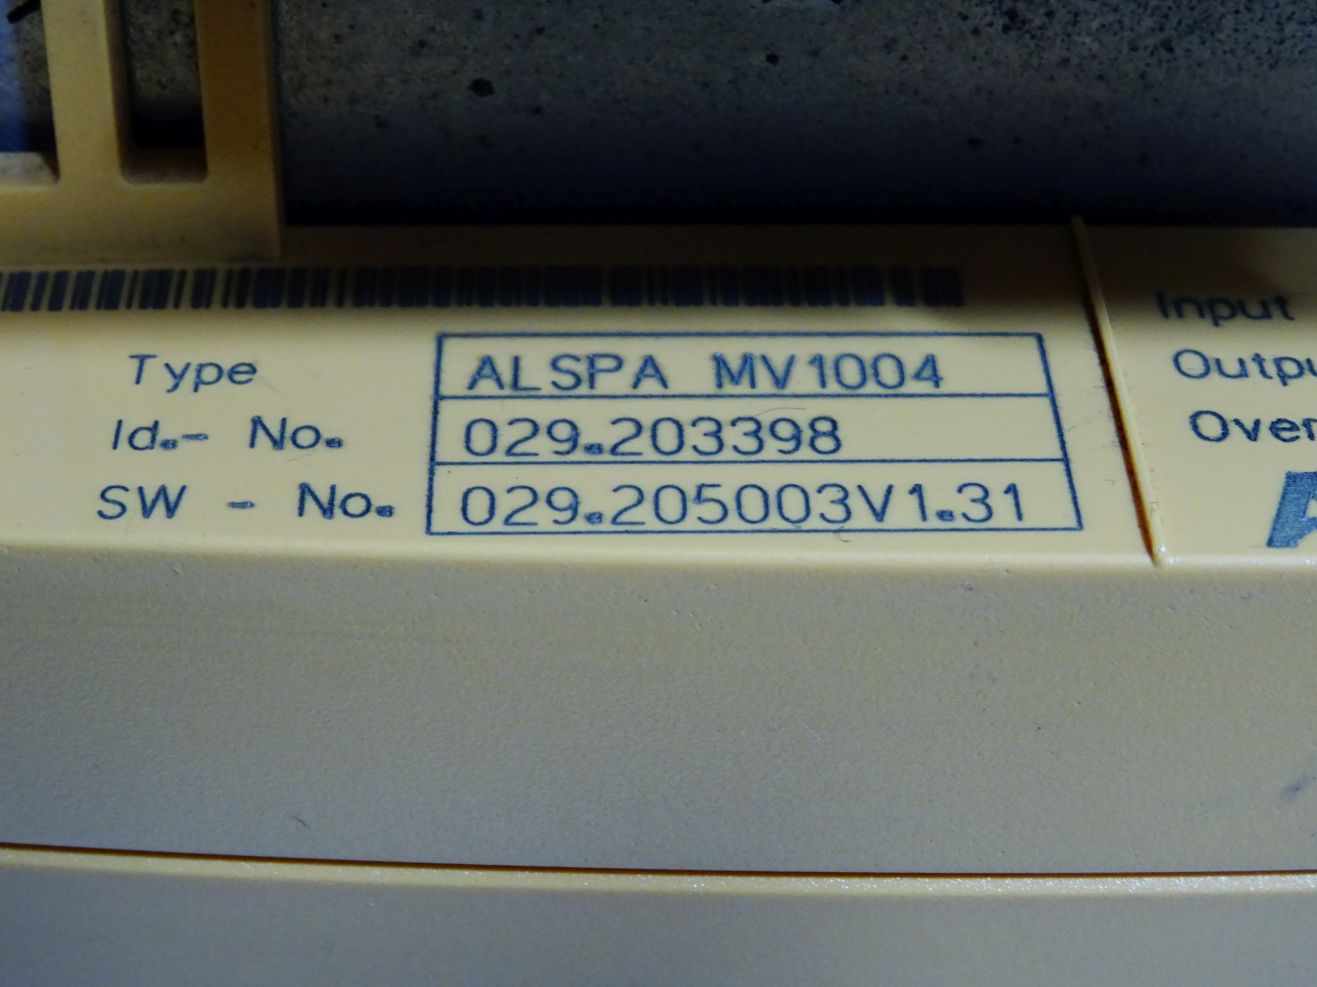 Type ALSPA MV1004
Id.- No. 029.203398
SW - No. 029.205003V1.31
Input
Outpu
Over
A